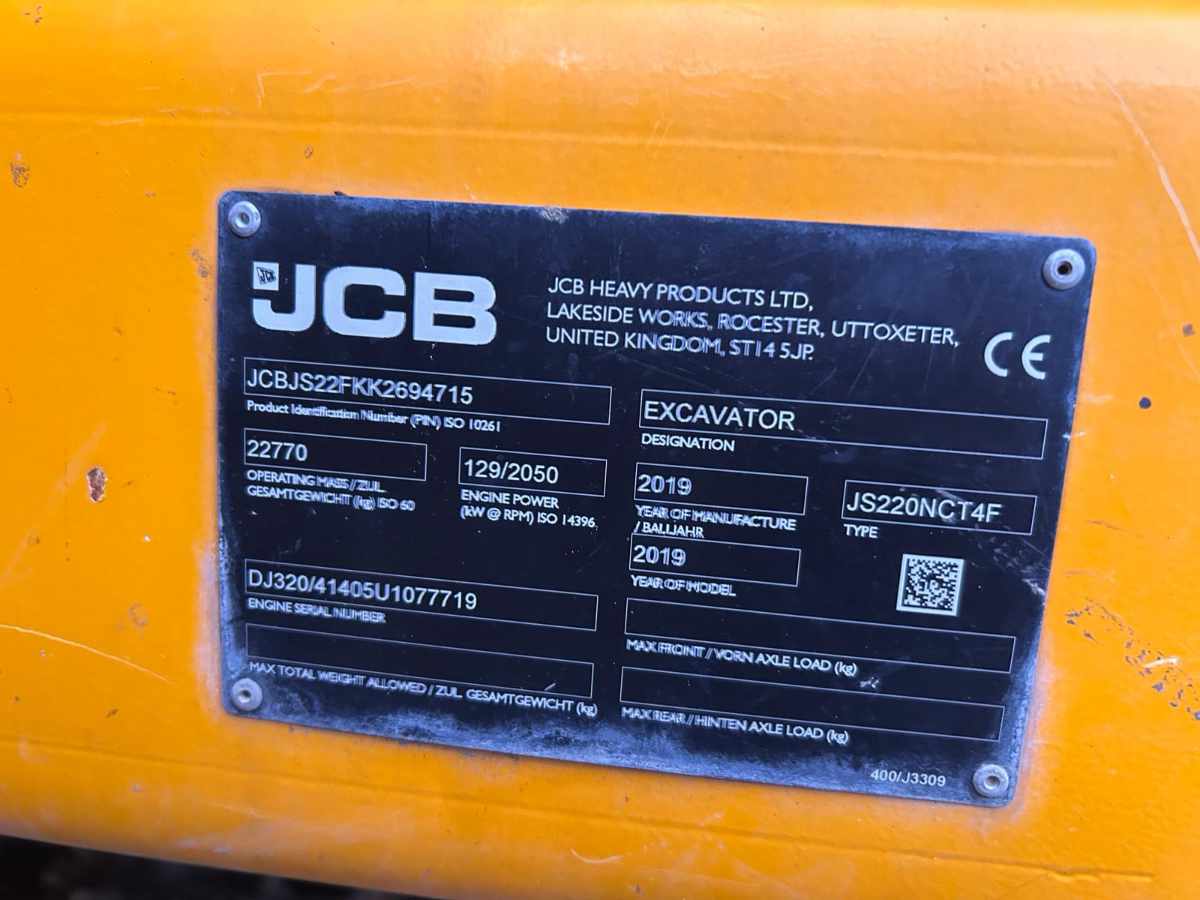 JCB
JCB HEAVY PRODUCTS LTD,
LAKESIDE WORKS, ROCESTER, UTTOXETER,
UNITED KINGDOM, ST14 5JP.
CE
JCBJS22FKK2694715
Product Identification Number (PIN) ISO 10261
EXCAVATOR
DESIGNATION
22770
OPERATING MASS / ZUL.
GESAMTGEWICHT (kg) ISO 60
129/2050
ENGINE POWER
(kW @ RPM) ISO 14396
2019
YEAR OF MANUFACTURE
/ BAUJAHR
JS220NCT4F
TYPE
2019
YEAR OF MODEL
DJ320/41405U1077719
ENGINE SERIAL NUMBER
MAX FRONT / VORN AXLE LOAD (kg)
MAX TOTAL WEIGHT ALLOWED / ZUL. GESAMTGEWICHT (kg)
MAX REAR / HINTEN AXLE LOAD (kg)
400/J3309